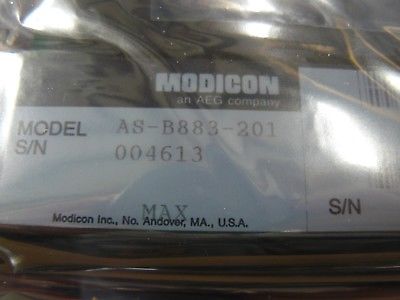 MODICON
an AEG company
MODEL AS-B883-201
S/N 004613
MAX
Modicon Inc., No. Andover, MA., U.S.A.
S/N